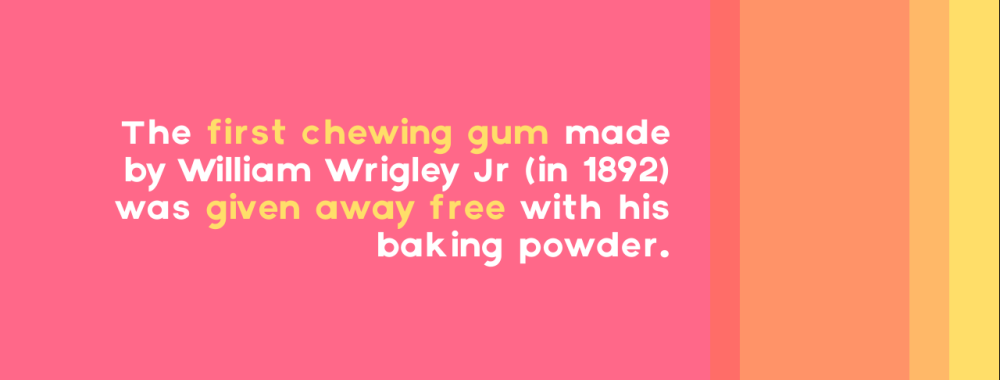 The first chewing gum made
by William Wrigley Jr (in 1892)
was given away free with his
baking powder.